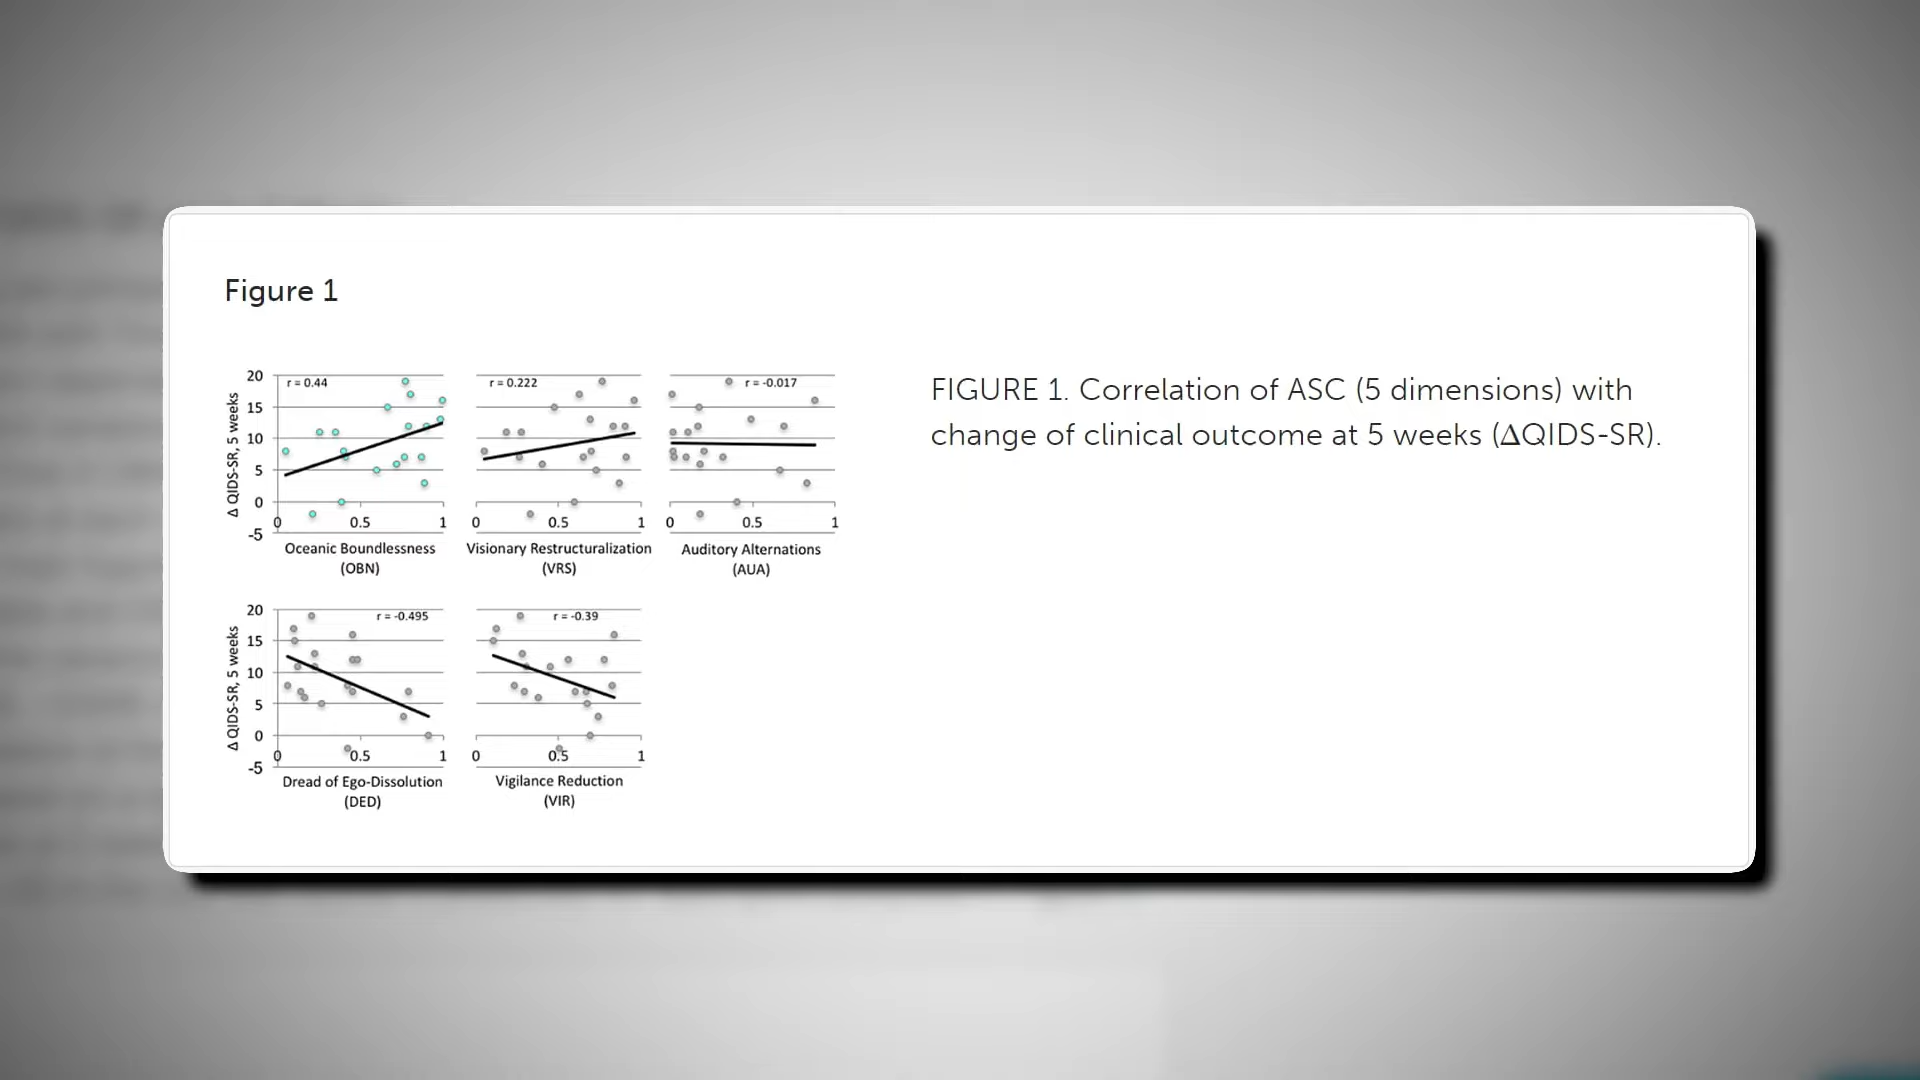 Figure 1
20
15
10
5
0
-5
Δ QIDS-SR, 5 weeks
r = 0.44
0 0.5 1
Oceanic Boundlessness
(OBN)
r = 0.222
0 0.5 1
Visionary Restructuralization
(VRS)
r = -0.017
0 0.5 1
Auditory Alternations
(AUA)
20
15
10
5
0
-5
Δ QIDS-SR, 5 weeks
r = -0.495
0 0.5 1
Dread of Ego-Dissolution
(DED)
r = -0.39
0 0.5 1
Vigilance Reduction
(VIR)
FIGURE 1. Correlation of ASC (5 dimensions) with
change of clinical outcome at 5 weeks (ΔQIDS-SR).